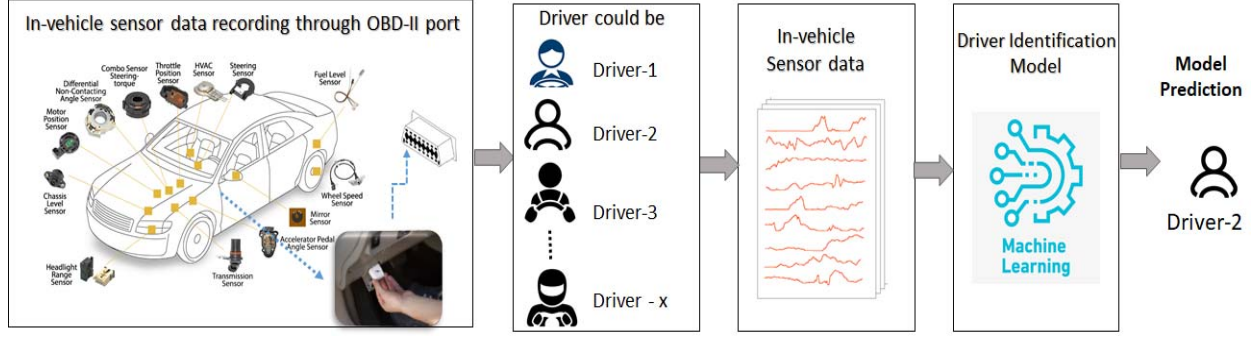 In-vehicle sensor data recording through OBD-II port
Combo Sensor
Steering-
torque
Throttle
Position
Sensor
HVAC
Sensor
Steering
Sensor
Fuel Level
Sensor
Differential
Non-Contacting
Angle Sensor
Motor
Position
Sensor
Chassis
Level
Sensor
Wheel Speed
Sensor
Mirror
Sensor
Accelerator Pedal
Angle Sensor
Transmission
Sensor
Headlight
Range
Sensor
Driver could be
Driver-1
Driver-2
Driver-3
Driver - x
In-vehicle
Sensor data
Driver Identification
Model
Machine
Learning
Model
Prediction
Driver-2